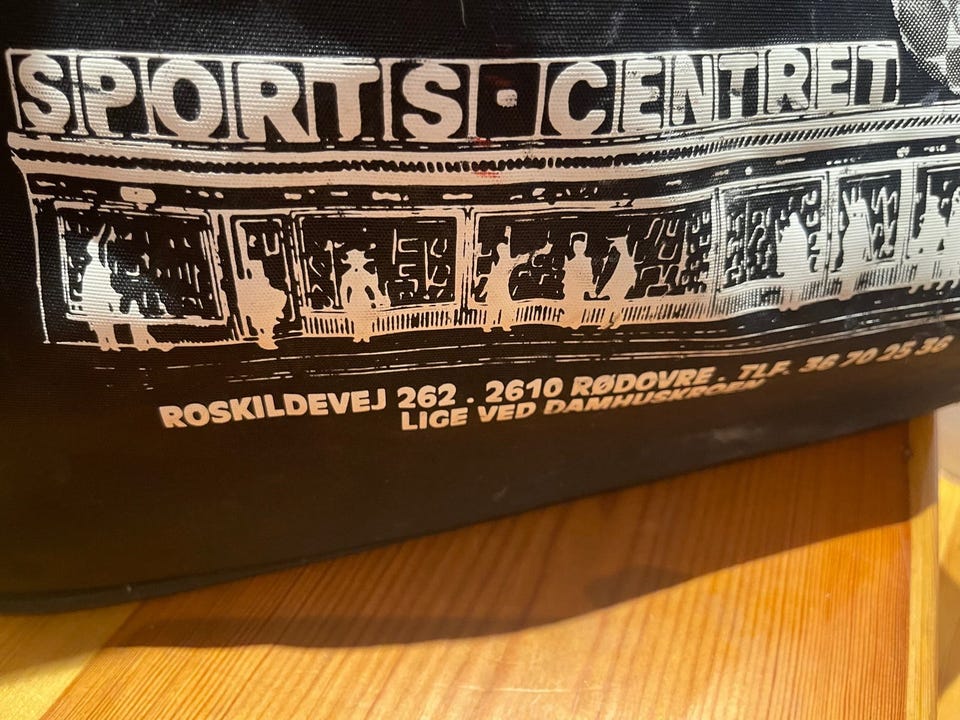 SPORTS · CENTRET
ROSKILDEVEJ 262 . 2610 RØDOVRE . TLF. 36 70 25 36
LIGE VED DAMHUSKROEN